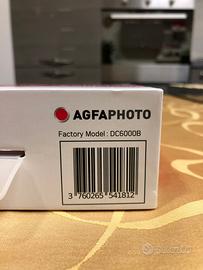 AGFAPHOTO
Factory Model : DC6000B
3 760265 541812